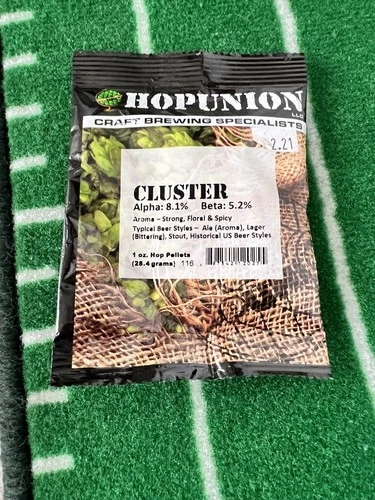 HOPUNION
LLC
CRAFT BREWING SPECIALISTS
2.21
CLUSTER
Alpha: 8.1% Beta: 5.2%
Aroma – Strong, Floral & Spicy
Typical Beer Styles – Ale (Aroma), Lager
(Bittering), Stout, Historical US Beer Styles
1 oz. Hop Pellets
(28.4 grams) 116